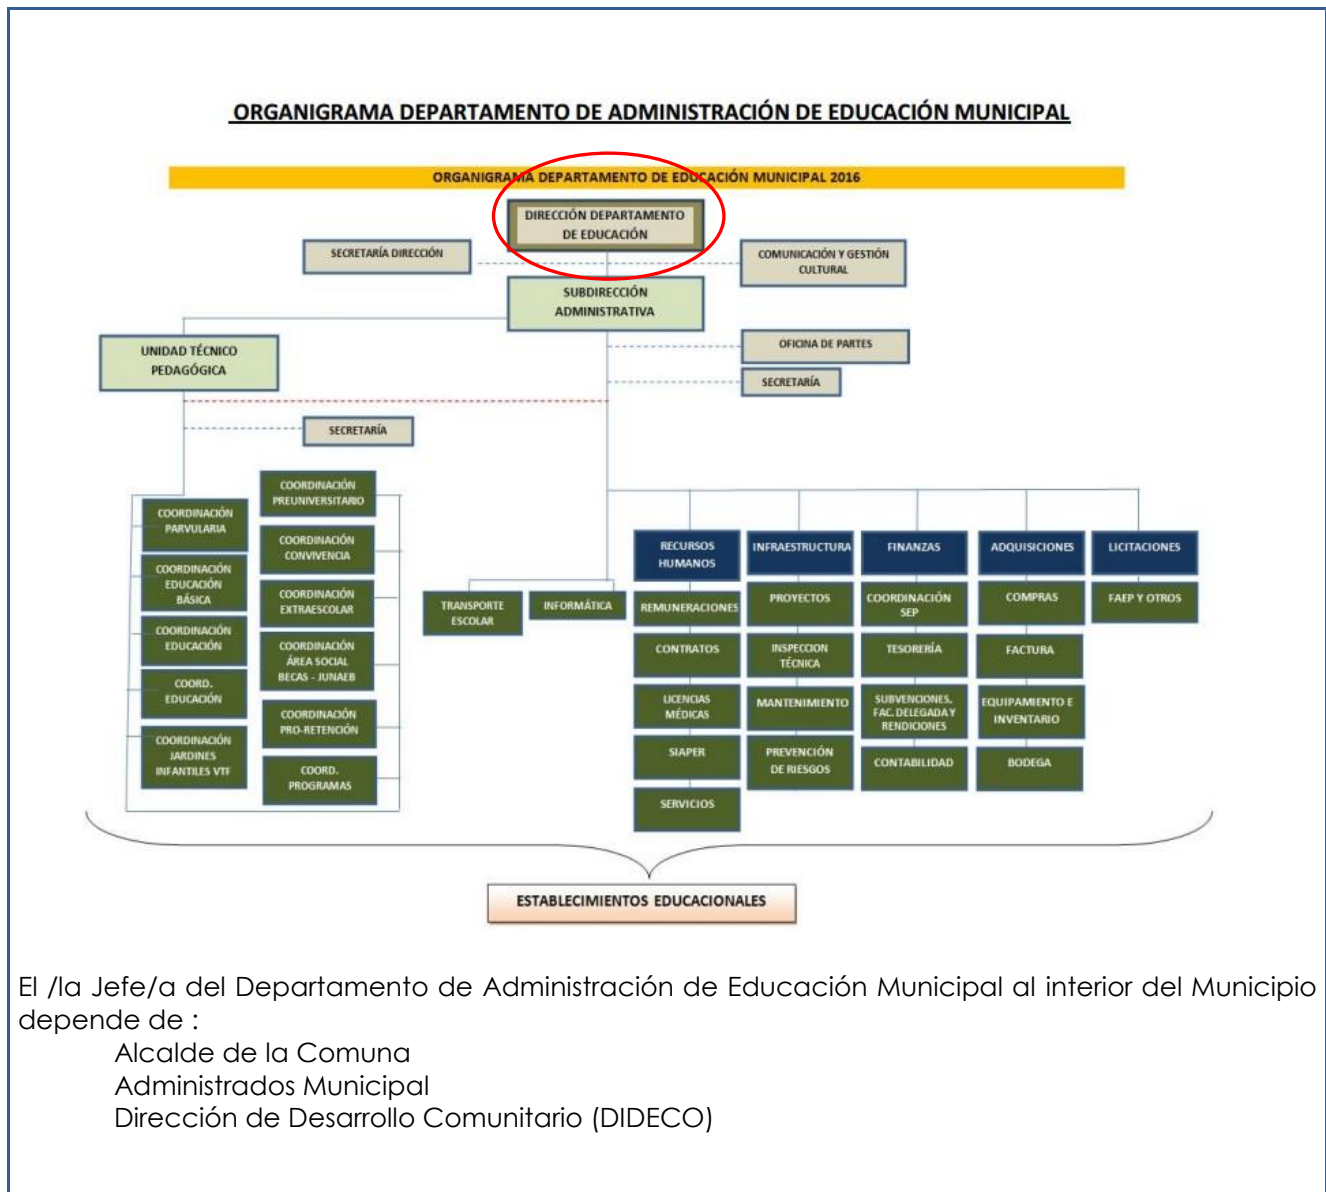 ORGANIGRAMA DEPARTAMENTO DE ADMINISTRACIÓN DE EDUCACIÓN MUNICIPAL
ORGANIGRAMA DEPARTAMENTO DE EDUCACIÓN MUNICIPAL 2016
DIRECCIÓN DEPARTAMENTO
DE EDUCACIÓN
SECRETARÍA DIRECCIÓN
COMUNICACIÓN Y GESTIÓN
CULTURAL
SUBDIRECCIÓN
ADMINISTRATIVA
UNIDAD TÉCNICO
PEDAGÓGICA
OFICINA DE PARTES
SECRETARÍA
SECRETARÍA
COORDINACIÓN
PARVULARIA
COORDINACIÓN
EDUCACIÓN
BÁSICA
COORDINACIÓN
EDUCACIÓN
COORD.
EDUCACIÓN
COORDINACIÓN
JARDINES
INFANTILES VTF
COORDINACIÓN
PREUNIVERSITARIO
COORDINACIÓN
CONVIVENCIA
COORDINACIÓN
EXTRAESCOLAR
COORDINACIÓN
ÁREA SOCIAL
BECAS - JUNAEB
COORDINACIÓN
PRO-RETENCIÓN
COORD.
PROGRAMAS
TRANSPORTE
ESCOLAR
INFORMÁTICA
RECURSOS
HUMANOS
REMUNERACIONES
CONTRATOS
LICENCIAS
MÉDICAS
SIAPER
SERVICIOS
INFRAESTRUCTURA
PROYECTOS
INSPECCION
TÉCNICA
MANTENIMIENTO
PREVENCIÓN
DE RIESGOS
FINANZAS
COORDINACIÓN
SEP
TESORERÍA
SUBVENCIONES,
FAC. DELEGADA Y
RENDICIONES
CONTABILIDAD
ADQUISICIONES
COMPRAS
FACTURA
EQUIPAMIENTO E
INVENTARIO
BODEGA
LICITACIONES
FAEP Y OTROS
ESTABLECIMIENTOS EDUCACIONALES
El /la Jefe/a del Departamento de Administración de Educación Municipal al interior del Municipio
depende de :
Alcalde de la Comuna
Administrados Municipal
Dirección de Desarrollo Comunitario (DIDECO)